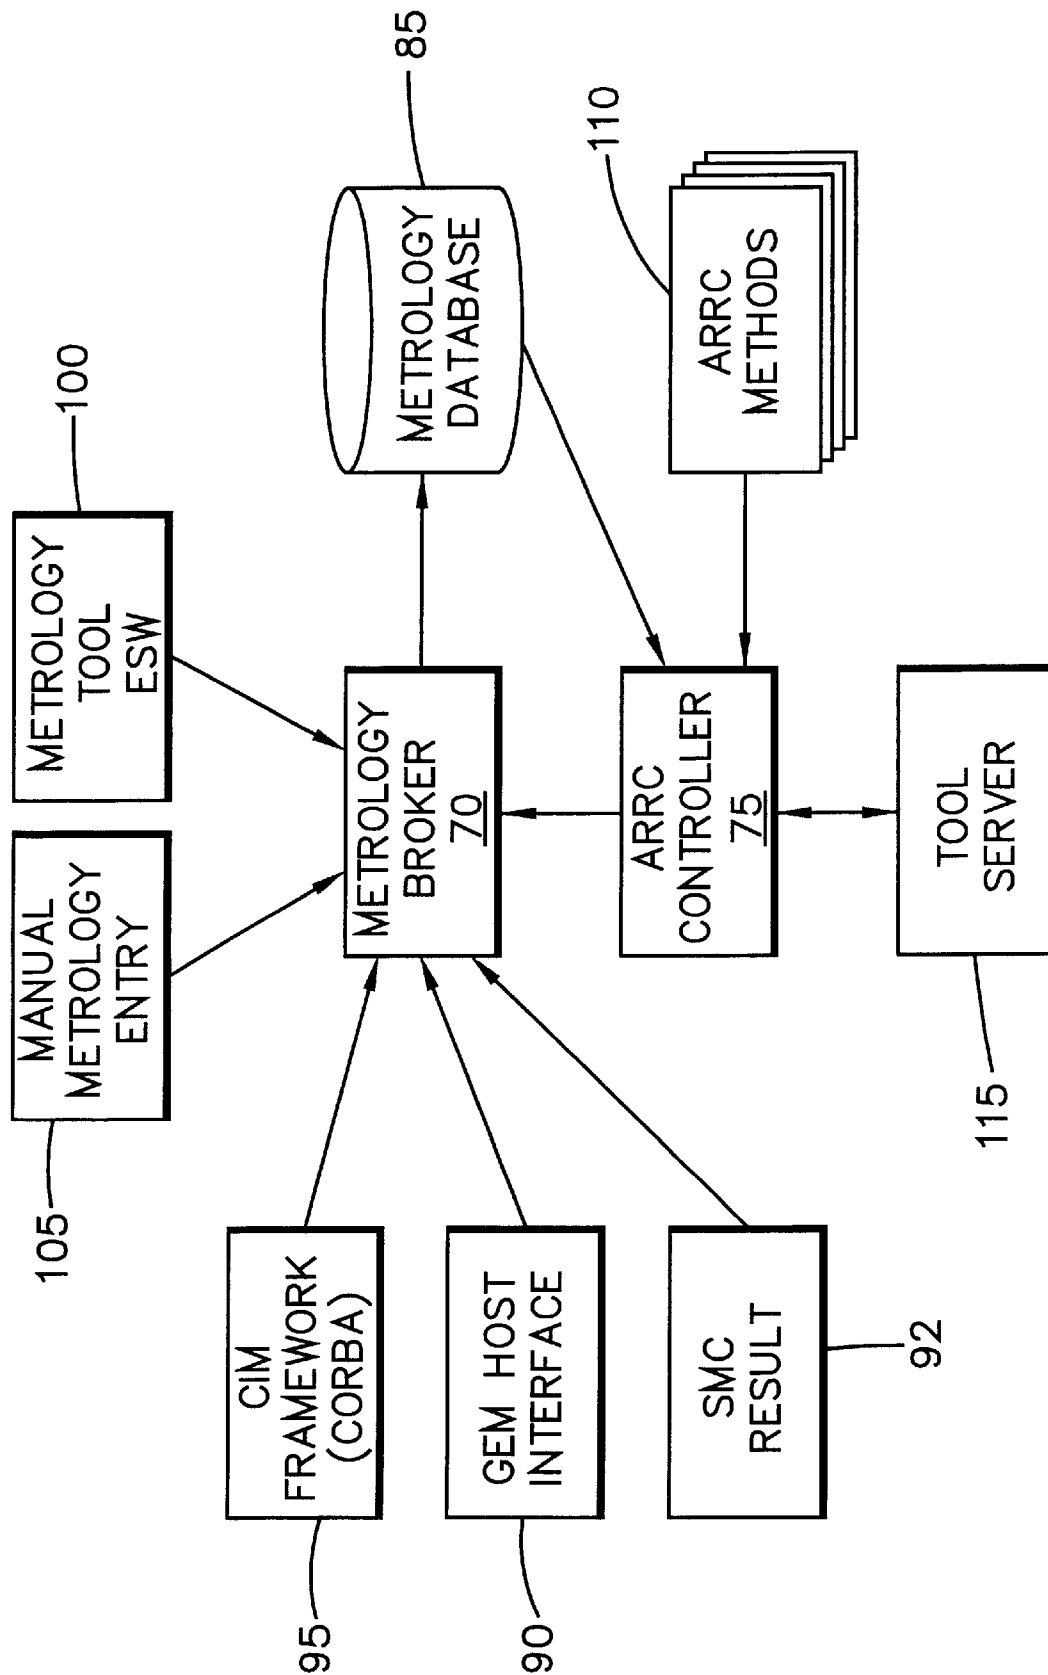 105
MANUAL
METROLOGY
ENTRY
METROLOGY
TOOL
ESW
100
95
CIM
FRAMEWORK
(CORBA)
90
GEM HOST
INTERFACE
SMC
RESULT
92
METROLOGY
BROKER
70
METROLOGY
DATABASE
85
ARRC
CONTROLLER
75
ARRC
METHODS
110
TOOL
SERVER
115